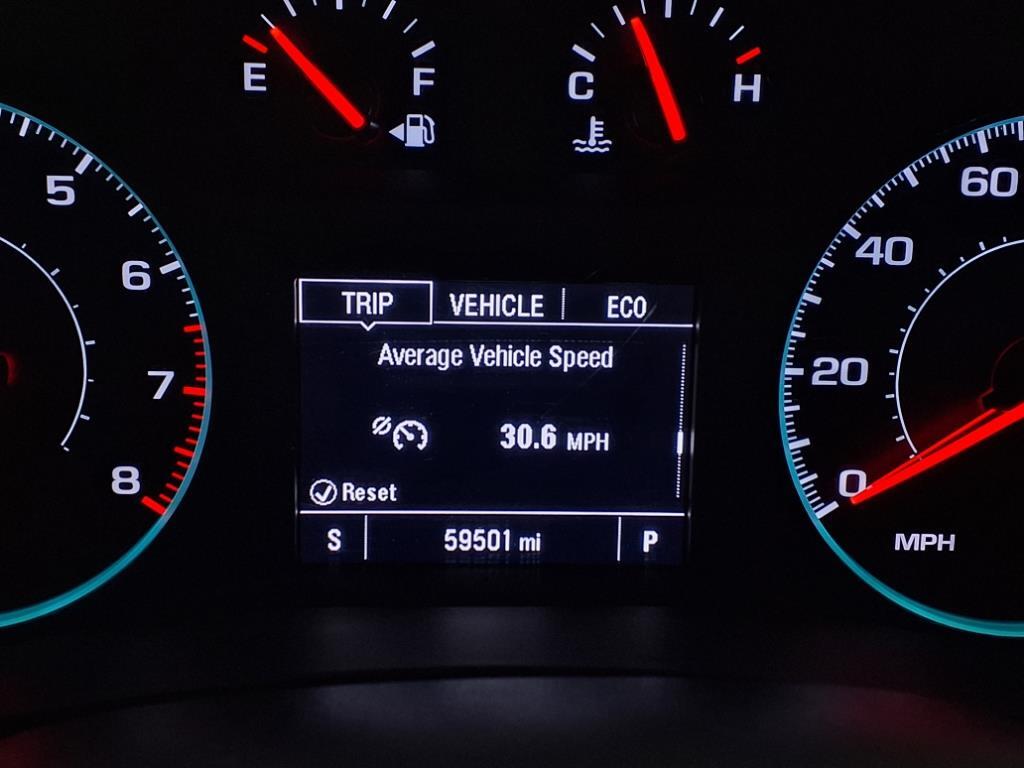 E F
C H
5
6
7
8
TRIP VEHICLE ECO
Average Vehicle Speed
30.6 MPH
Reset
S 59501 mi P
60
40
20
0
MPH